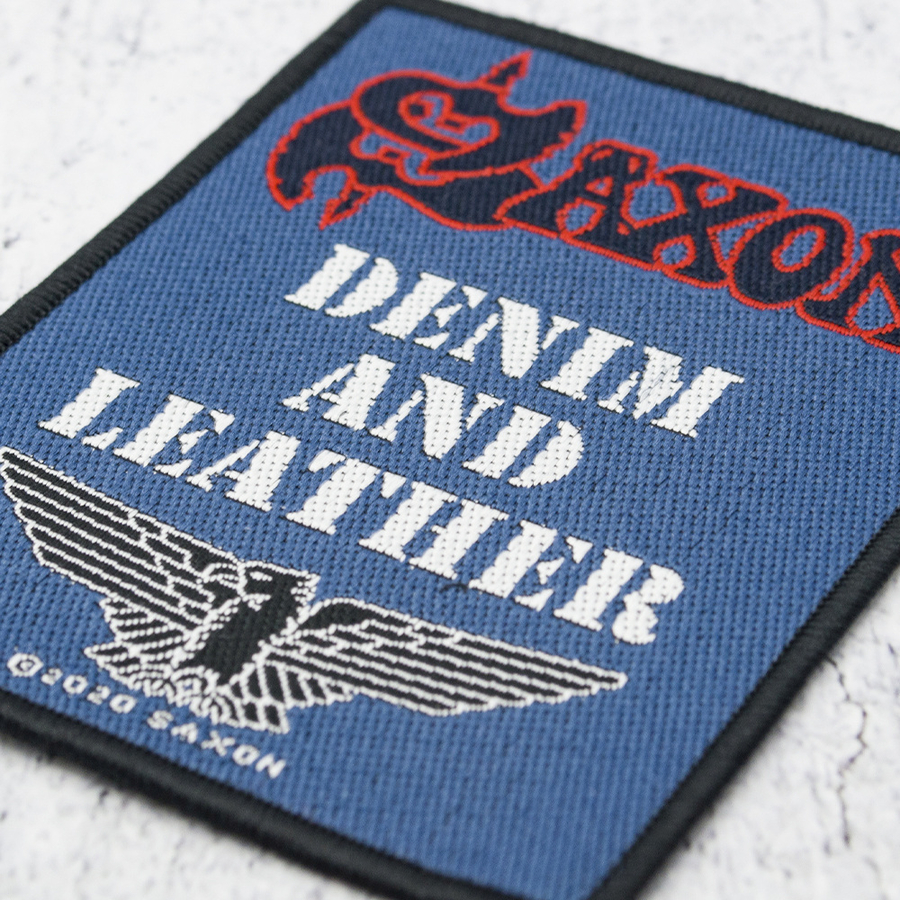 SAXON
DENIM
AND
LEATHER
©2020 SAXON